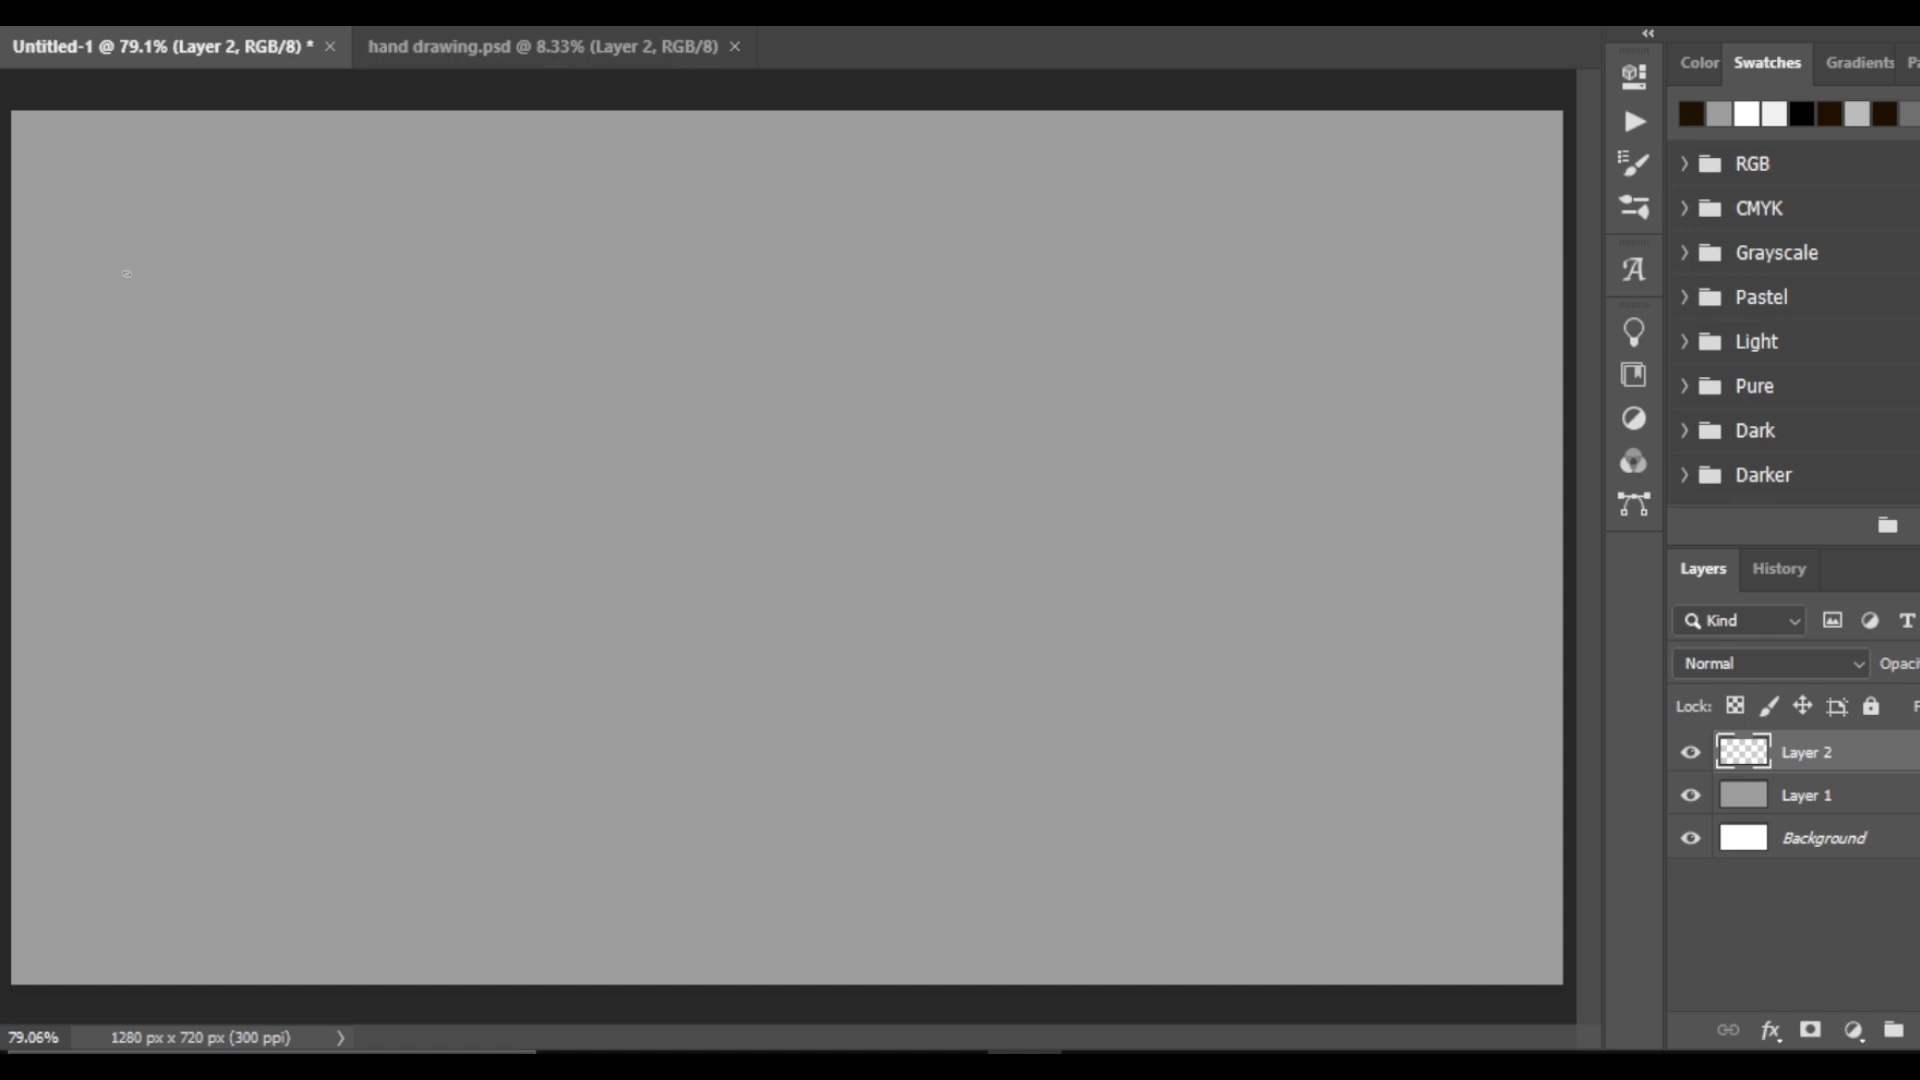 Untitled-1 @ 79.1% (Layer 2, RGB/8) *
hand drawing.psd @ 8.33% (Layer 2, RGB/8)
Color
Swatches
Gradients
RGB
CMYK
Grayscale
Pastel
Light
Pure
Dark
Darker
Layers
History
Kind
Normal
Opaci
Lock:
Layer 2
Layer 1
Background
fx
79.06%
1280 px x 720 px (300 ppi)